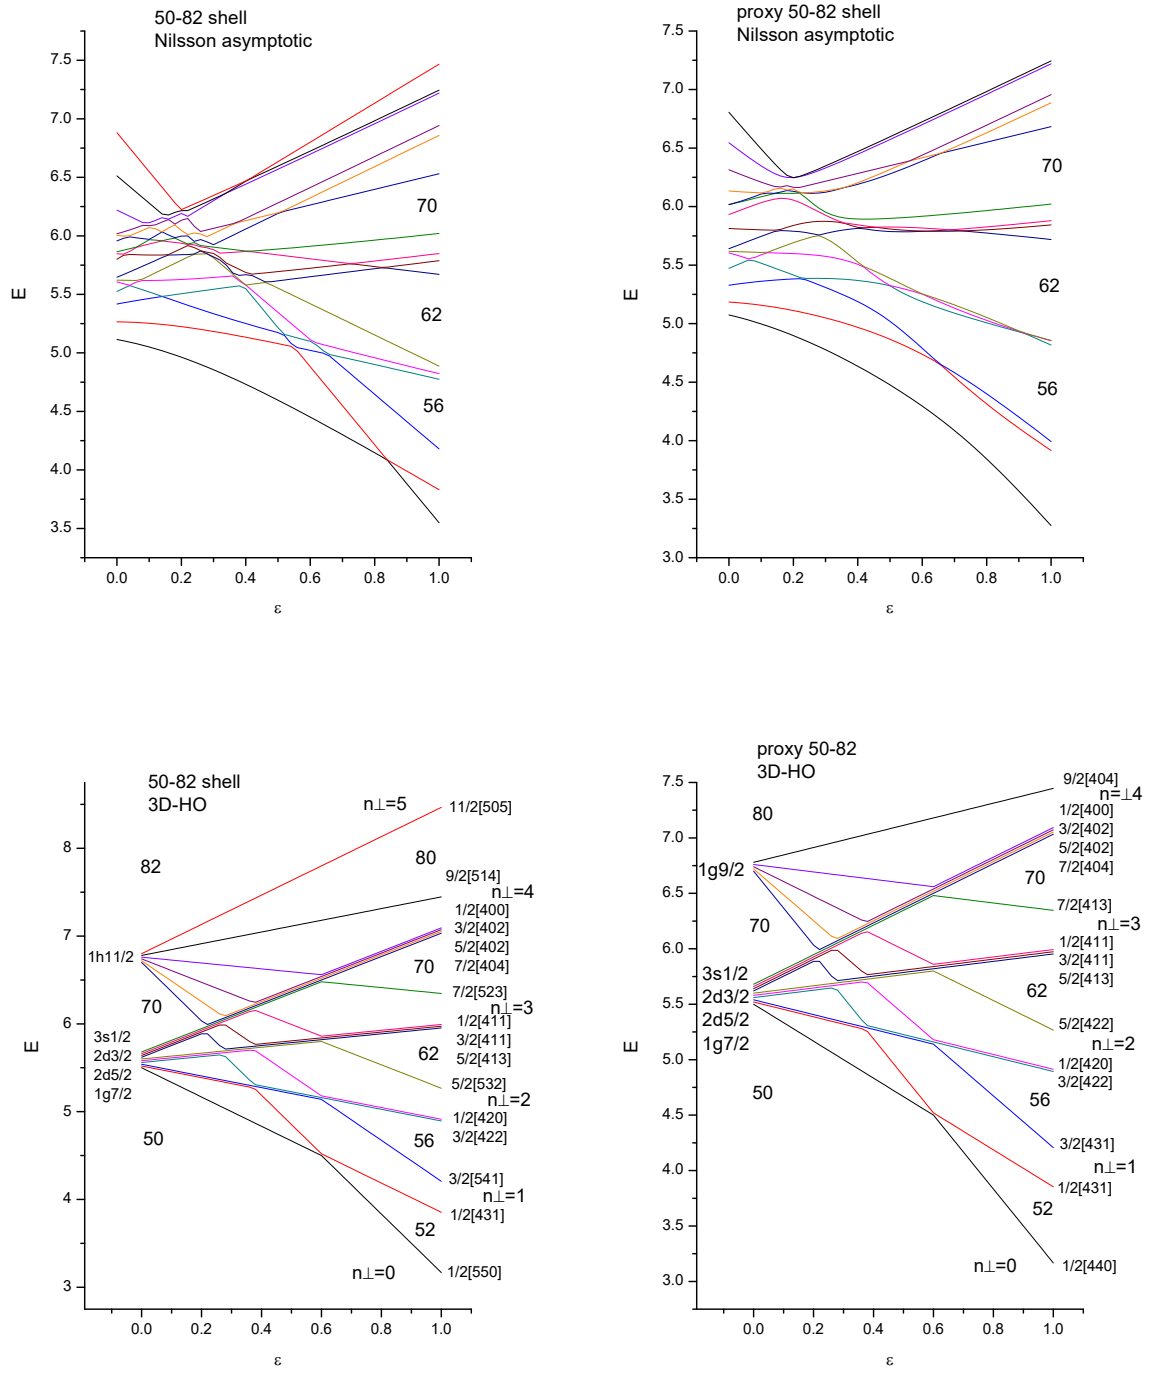 50-82 shell
Nilsson asymptotic
7.5
7.0
6.5
6.0
5.5
5.0
4.5
4.0
3.5
E
70
62
56
0.0 0.2 0.4 0.6 0.8 1.0
ε
proxy 50-82 shell
Nilsson asymptotic
7.5
7.0
6.5
6.0
5.5
5.0
4.5
4.0
3.5
3.0
E
70
62
56
0.0 0.2 0.4 0.6 0.8 1.0
ε
50-82 shell
3D-HO
8
7
6
5
4
3
E
82
1h11/2
70
3s1/2
2d3/2
2d5/2
1g7/2
50
n⊥=5
11/2[505]
80
9/2[514]
n⊥=4
1/2[400]
3/2[402]
5/2[402]
70
7/2[404]
7/2[523]
n⊥=3
1/2[411]
3/2[411]
62
5/2[413]
5/2[532]
n⊥=2
1/2[420]
56
3/2[422]
3/2[541]
n⊥=1
1/2[431]
52
n⊥=0
1/2[550]
0.0 0.2 0.4 0.6 0.8 1.0
ε
proxy 50-82
3D-HO
7.5
7.0
6.5
6.0
5.5
5.0
4.5
4.0
3.5
3.0
E
80
1g9/2
70
3s1/2
2d3/2
2d5/2
1g7/2
50
9/2[404]
n=⊥4
1/2[400]
3/2[402]
5/2[402]
7/2[404]
70
7/2[413]
n⊥=3
1/2[411]
3/2[411]
5/2[413]
62
5/2[422]
n⊥=2
1/2[420]
3/2[422]
56
3/2[431]
n⊥=1
1/2[431]
52
n⊥=0
1/2[440]
0.0 0.2 0.4 0.6 0.8 1.0
ε